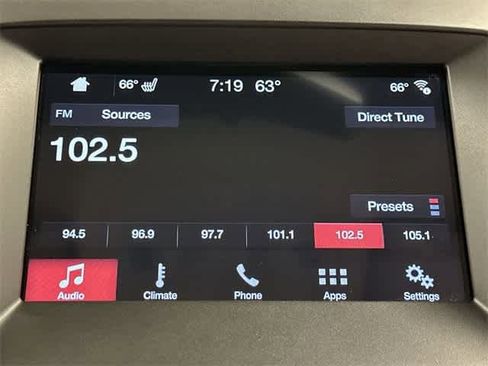 66° 7:19 63° 66°
FM Sources Direct Tune
102.5
Presets
94.5 96.9 97.7 101.1 102.5 105.1
Audio Climate Phone Apps Settings